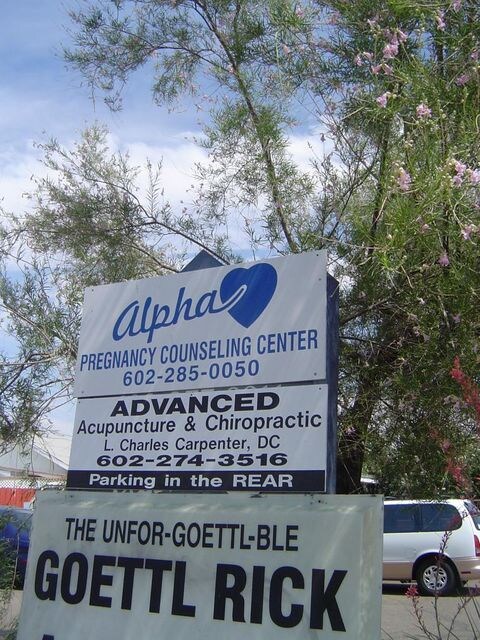 Alpha
PREGNANCY COUNSELING CENTER
602-285-0050
ADVANCED
Acupuncture & Chiropractic
L. Charles Carpenter, DC
602-274-3516
Parking in the REAR
THE UNFOR-GOETTL-BLE
GOETTL RICK